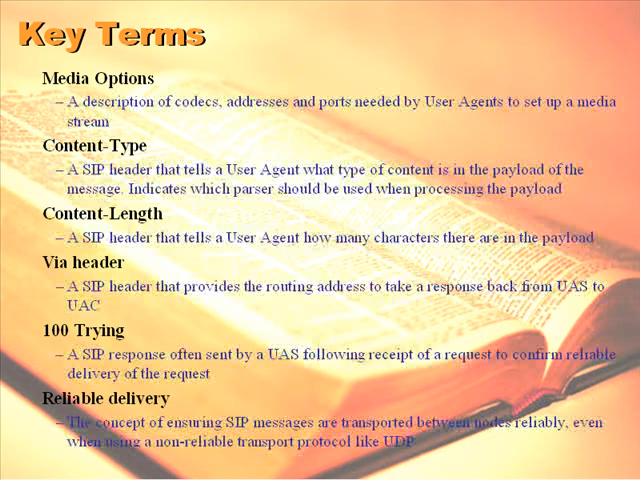 Key Terms
Media Options
– A description of codecs, addresses and ports needed by User Agents to set up a media
stream
Content-Type
– A SIP header that tells a User Agent what type of content is in the payload of the
message. Indicates which parser should be used when processing the payload
Content-Length
– A SIP header that tells a User Agent how many characters there are in the payload
Via header
– A SIP header that provides the routing address to take a response back from UAS to
UAC
100 Trying
– A SIP response often sent by a UAS following receipt of a request to confirm reliable
delivery of the request
Reliable delivery
– The concept of ensuring SIP messages are transported between nodes reliably, even
when using a non-reliable transport protocol like UDP